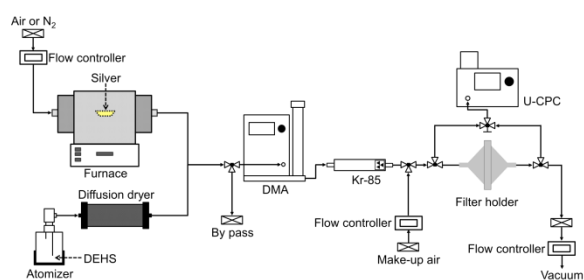 Air or N2
Flow controller
Silver
Furnace
Diffusion dryer
DEHS
Atomizer
By pass
DMA
Kr-85
Flow controller
Make-up air
U-CPC
Filter holder
Flow controller
Vacuum